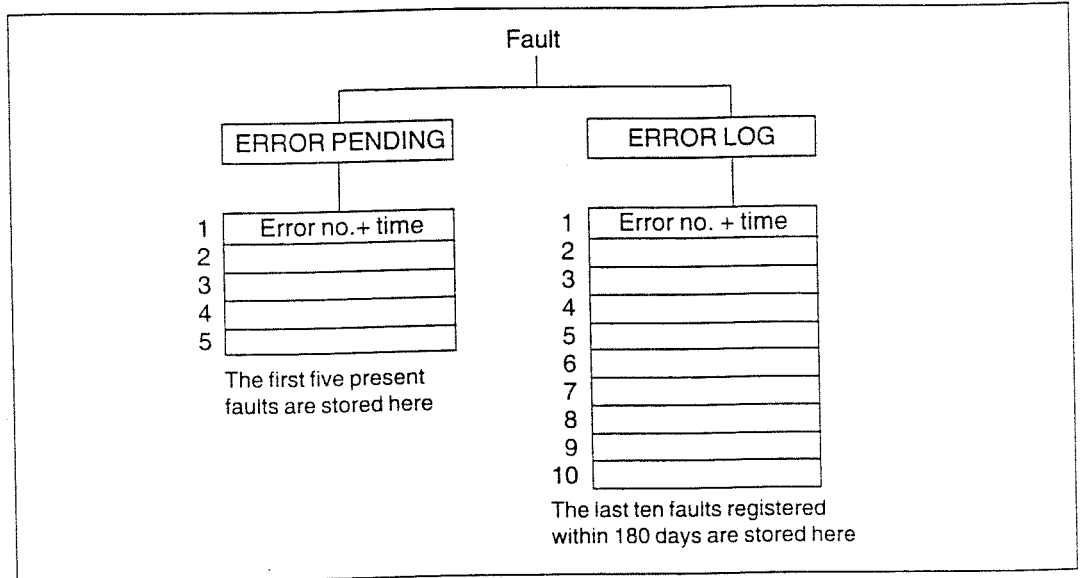 Fault
ERROR PENDING
1 Error no.+ time
2
3
4
5
The first five present
faults are stored here
ERROR LOG
1 Error no. + time
2
3
4
5
6
7
8
9
10
The last ten faults registered
within 180 days are stored here